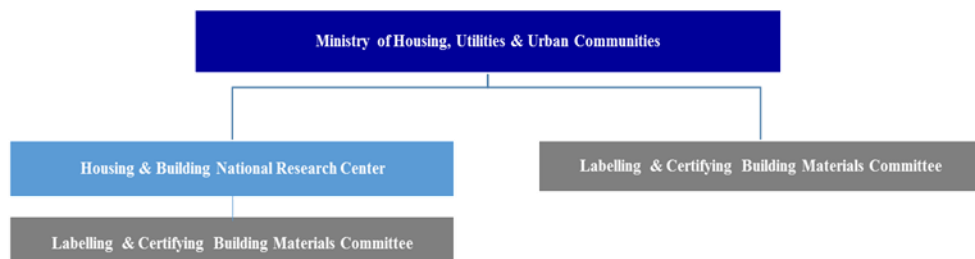 Ministry of Housing, Utilities & Urban Communities
Housing & Building National Research Center
Labelling & Certifying Building Materials Committee
Labelling & Certifying Building Materials Committee